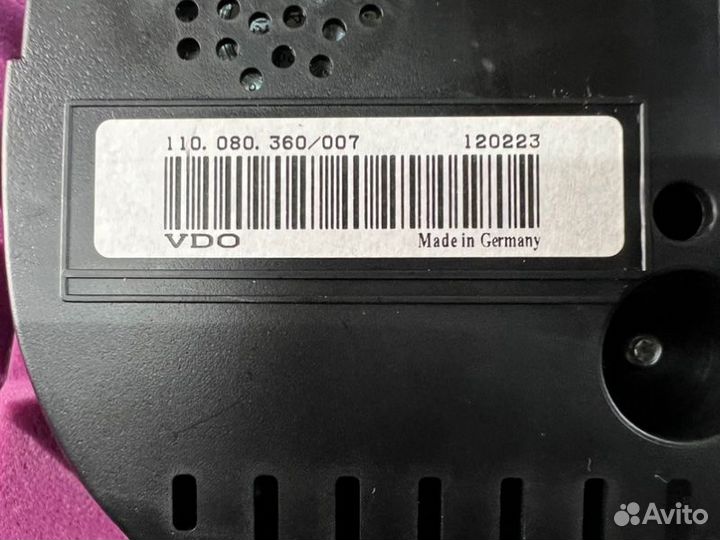 110. 080. 360/007 120223
VDO Made in Germany
Avito